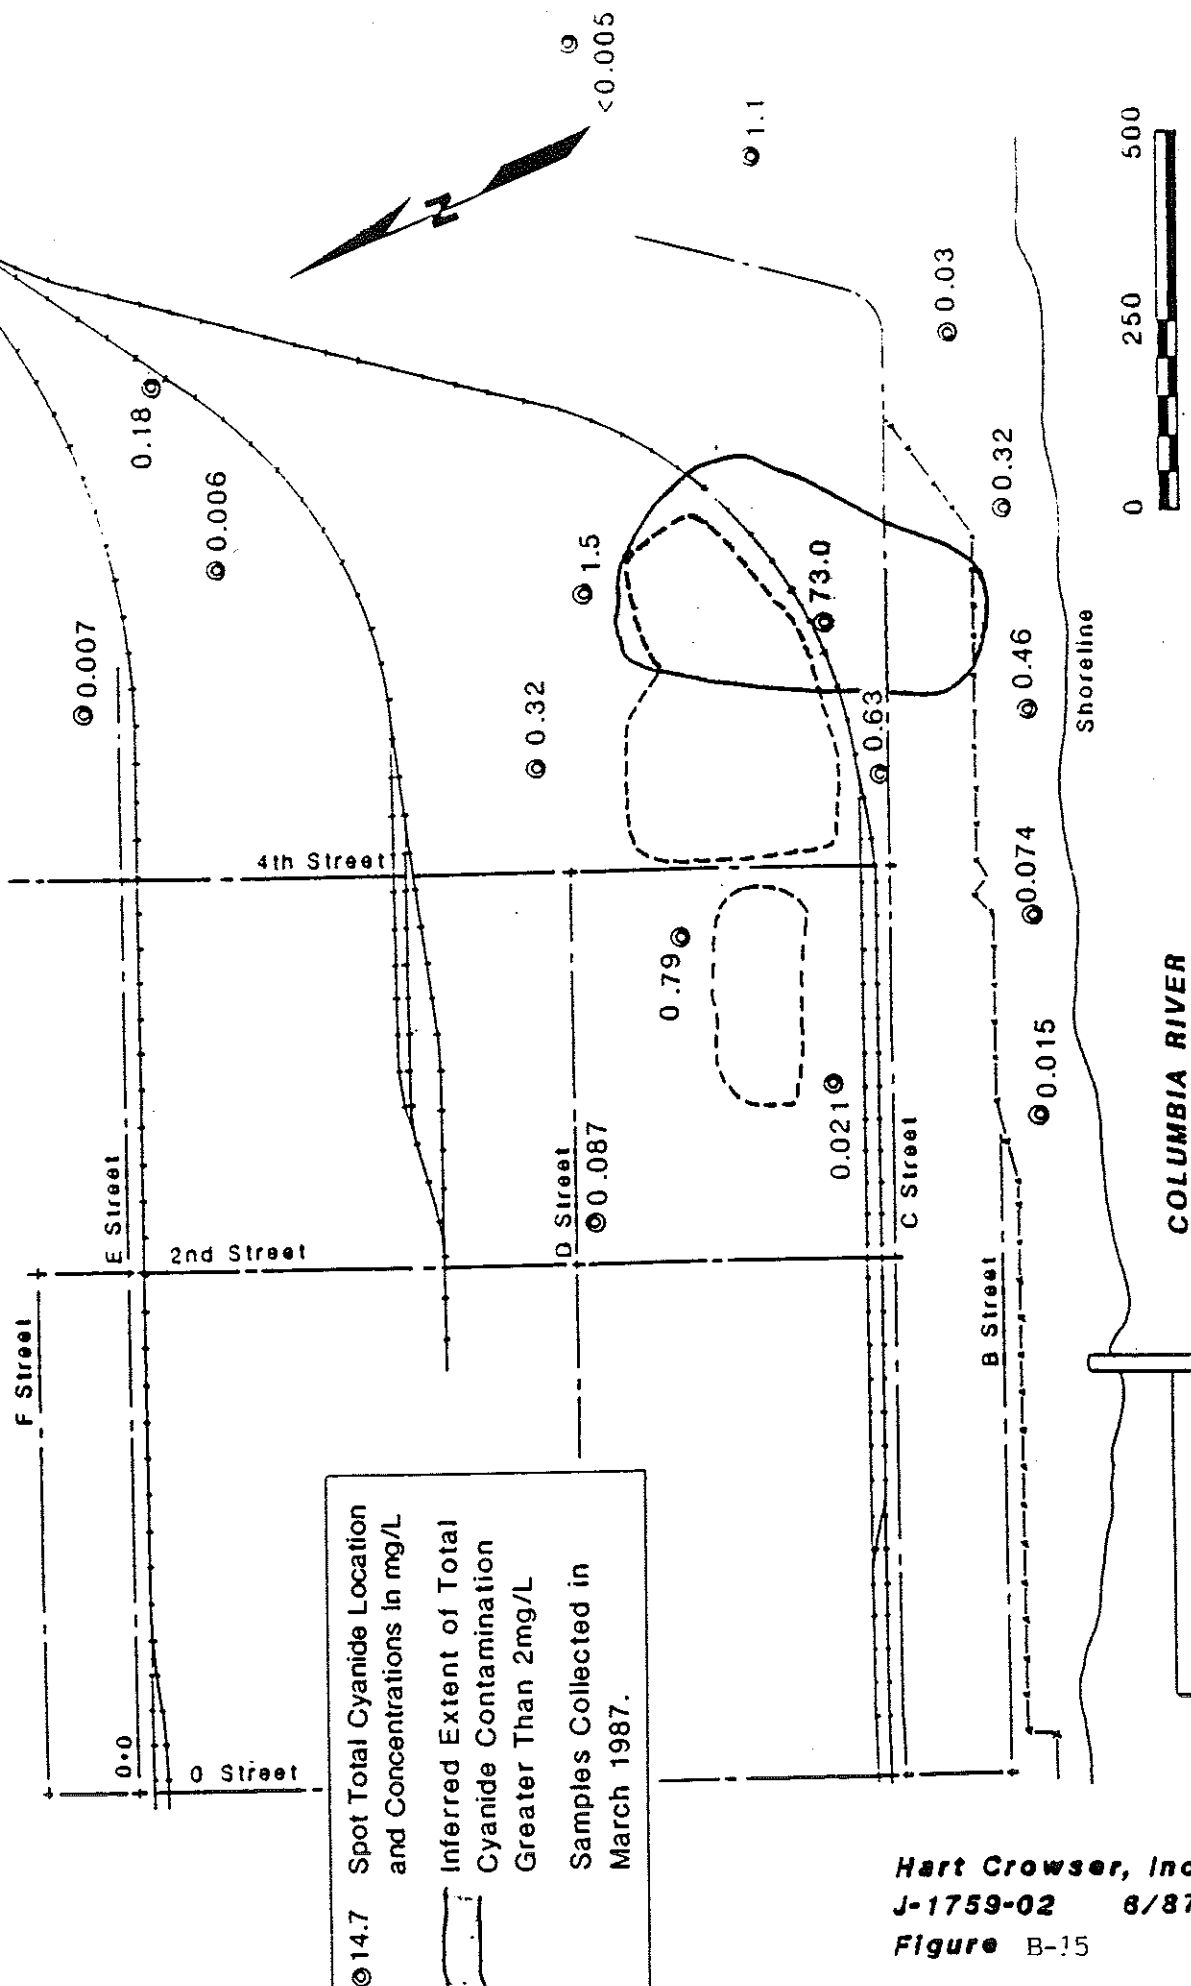 <0.005
1.1
0.18
0.03
0.006
0.32
1.5
73.0
0.007
0.32
0.63
0.46
Shoreline
4th Street
0.79
0.074
0.021
0.015
0.087
E Street
2nd Street
D Street
C Street
B Street
F Street
0+0
0 Street
N
0 250 500
COLUMBIA RIVER
14.7 Spot Total Cyanide Location
and Concentrations in mg/L
Inferred Extent of Total
Cyanide Contamination
Greater Than 2mg/L
Samples Collected in
March 1987.
Hart Crowser, Inc
J-1759-02 6/87
Figure B-15